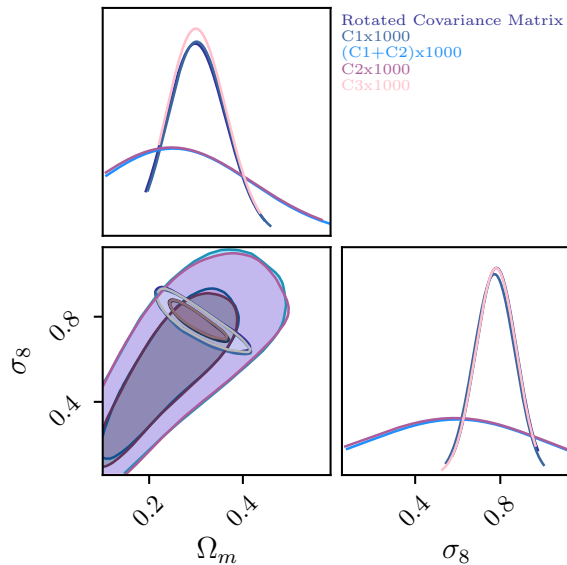 Rotated Covariance Matrix
C1x1000
(C1+C2)x1000
C2x1000
C3x1000
σ8
0.8
0.4
0.2
0.4
Ωm
0.4
0.8
σ8